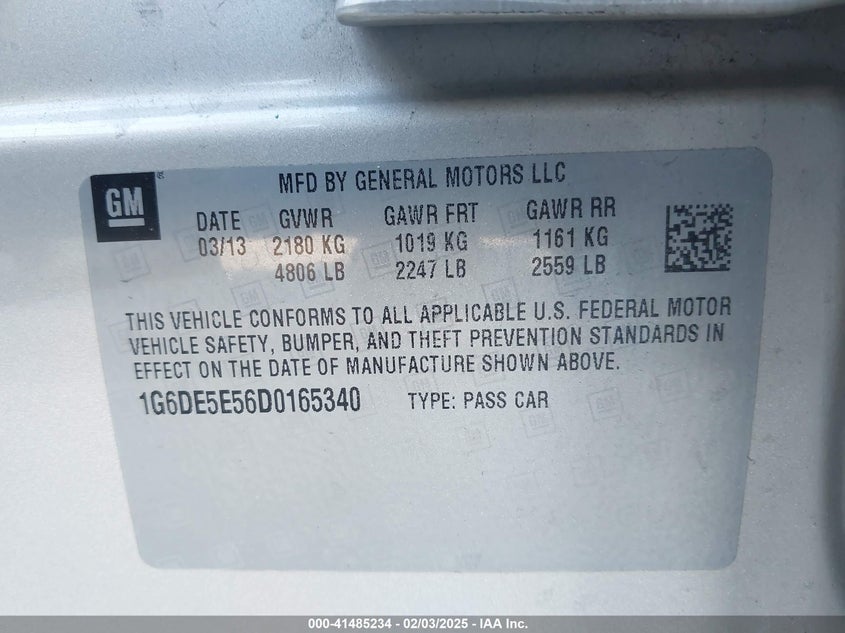 GM ®
MFD BY GENERAL MOTORS LLC
DATE GVWR GAWR FRT GAWR RR
03/13 2180 KG 1019 KG 1161 KG
4806 LB 2247 LB 2559 LB
THIS VEHICLE CONFORMS TO ALL APPLICABLE U.S. FEDERAL MOTOR
VEHICLE SAFETY, BUMPER, AND THEFT PREVENTION STANDARDS IN
EFFECT ON THE DATE OF MANUFACTURE SHOWN ABOVE.
1G6DE5E56D0165340 TYPE: PASS CAR
000-41485234 - 02/03/2025 - IAA Inc.